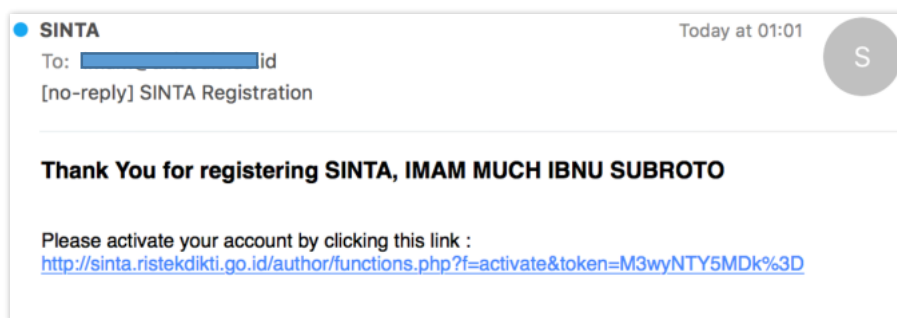 SINTA
Today at 01:01
S
To: id
[no-reply] SINTA Registration
Thank You for registering SINTA, IMAM MUCH IBNU SUBROTO
Please activate your account by clicking this link :
http://sinta.ristekdikti.go.id/author/functions.php?f=activate&token=M3wyNTY5MDk%3D